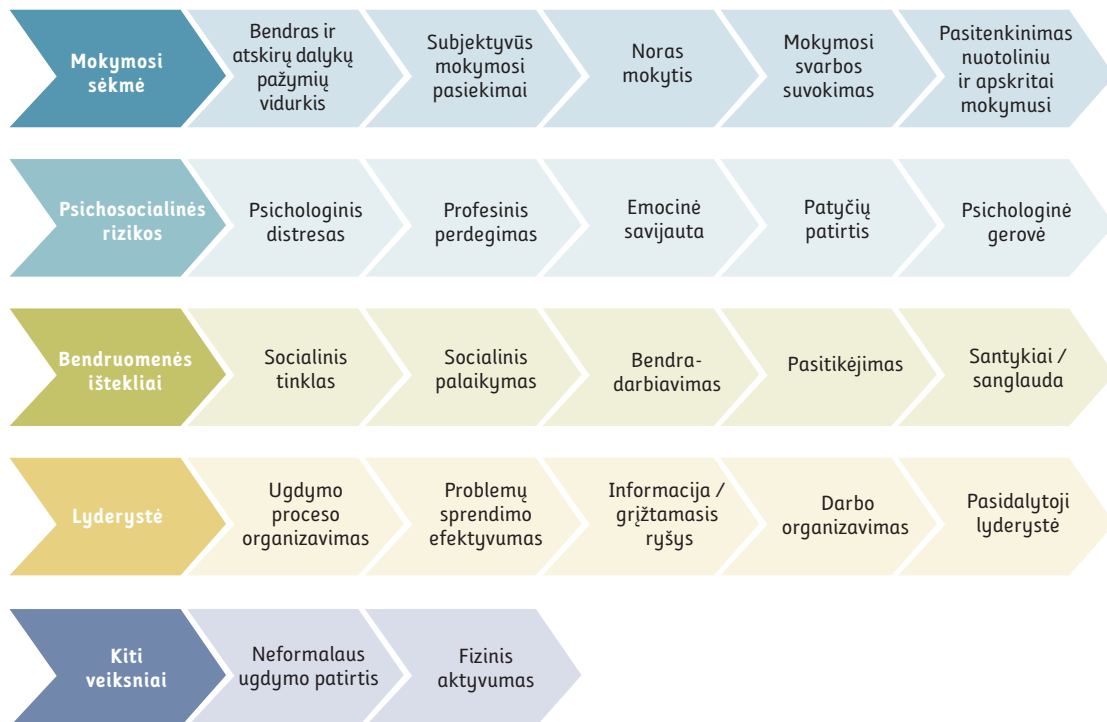 Mokymosi
sėkmė
Bendras ir
atskirų dalykų
pažymių
vidurkis
Subjektyvūs
mokymosi
pasiekimai
Noras
mokytis
Mokymosi
svarbos
suvokimas
Pasitenkinimas
nuotoliniu
ir apskritai
mokymusi
Psichosocialinės
rizikos
Psichologinis
distresas
Profesinis
perdegimas
Emocinė
savijauta
Patyčių
patirtis
Psichologinė
gerovė
Bendruomenės
ištekliai
Socialinis
tinklas
Socialinis
palaikymas
Bendra-
darbiavimas
Pasitikėjimas
Santykiai /
sanglauda
Lyderystė
Ugdymo
proceso
organizavimas
Problemų
sprendimo
efektyvumas
Informacija /
grįžtamasis
ryšys
Darbo
organizavimas
Pasidalytoji
lyderystė
Kiti
veiksniai
Neformalaus
ugdymo patirtis
Fizinis
aktyvumas